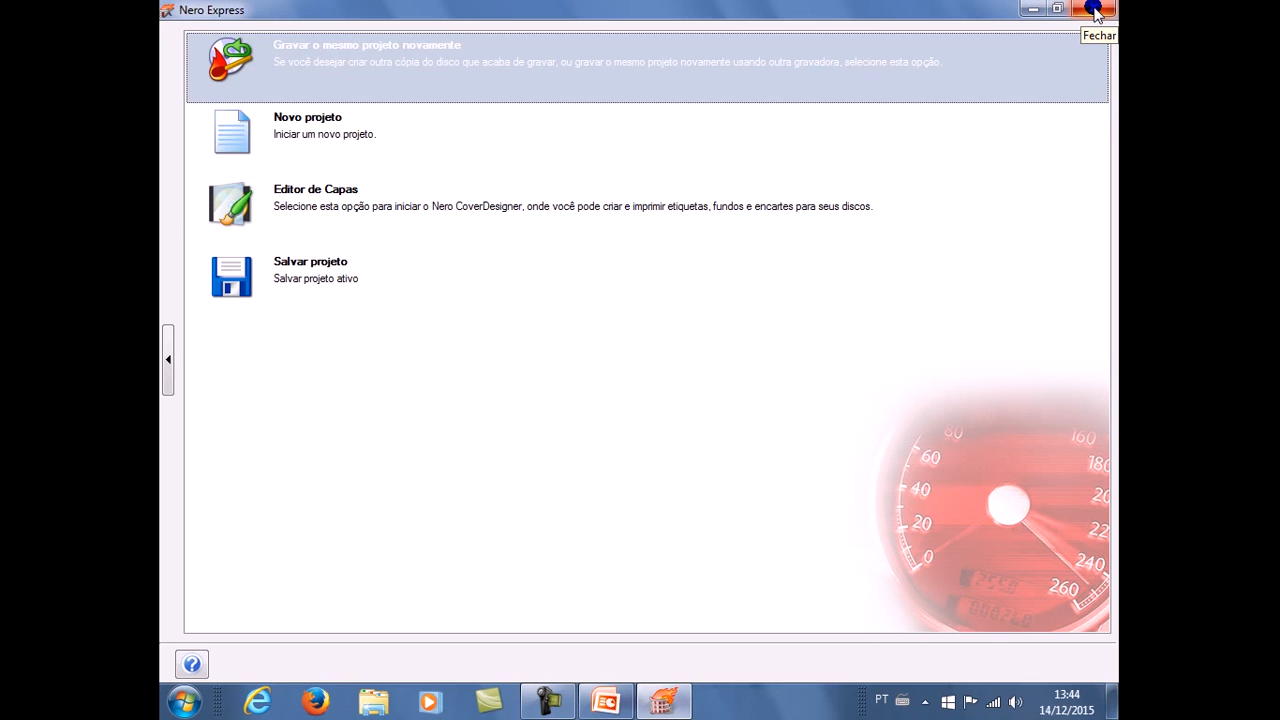 Nero Express
Fechar
Gravar o mesmo projeto novamente
Se você desejar criar outra cópia do disco que acaba de gravar, ou gravar o mesmo projeto novamente usando outra gravadora, selecione esta opção.
Novo projeto
Iniciar um novo projeto.
Editor de Capas
Selecione esta opção para iniciar o Nero CoverDesigner, onde você pode criar e imprimir etiquetas, fundos e encartes para seus discos.
Salvar projeto
Salvar projeto ativo
80
160
60
180
40
20
220
0
240
260
PT
13:44
14/12/2015